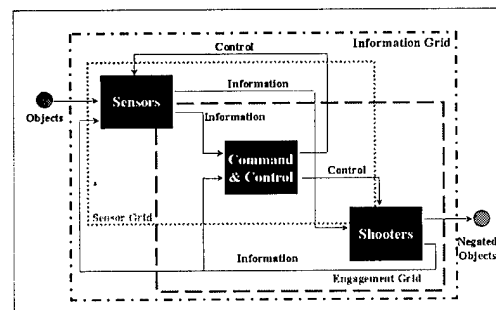 Control
Information Grid
Information
Sensors
Objects
Information
Command
& Control
Control
Sensor Grid
Shooters
Negated
Objects
Information
Engagement Grid